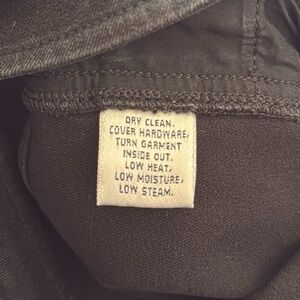 DRY CLEAN.
COVER HARDWARE,
TURN GARMENT
INSIDE OUT.
LOW HEAT,
LOW MOISTURE,
LOW STEAM.